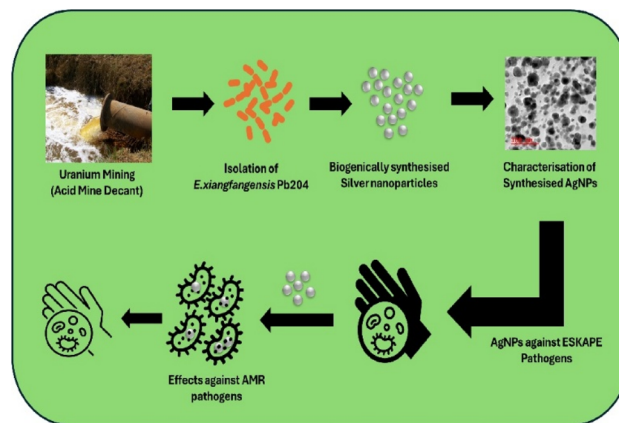 Uranium Mining
(Acid Mine Decant)
Isolation of
E.xiangfangensis Pb204
Biogenically synthesised
Silver nanoparticles
Characterisation of
Synthesised AgNPs
AgNPs against ESKAPE
Pathogens
Effects against AMR
pathogens